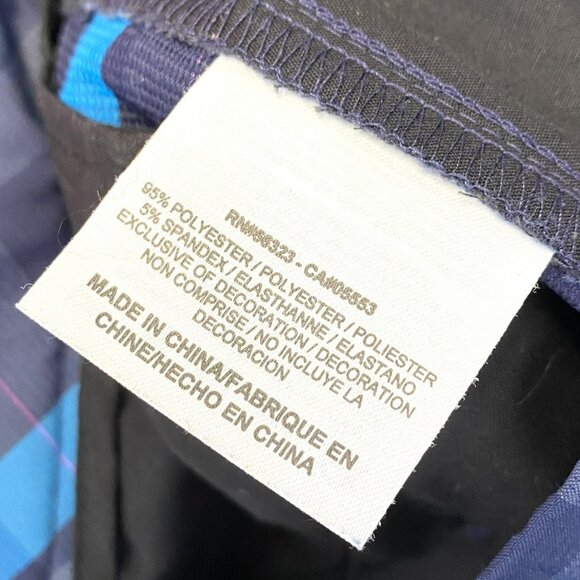 RN#56323 - CA#05553
95% POLYESTER / POLYESTER / POLIESTER
5% SPANDEX / ELASTHANNE / ELASTANO
EXCLUSIVE OF DECORATION / DECORATION
NON COMPRISE / NO INCLUYE LA
DECORACION
MADE IN CHINA/FABRIQUE EN
CHINE/HECHO EN CHINA